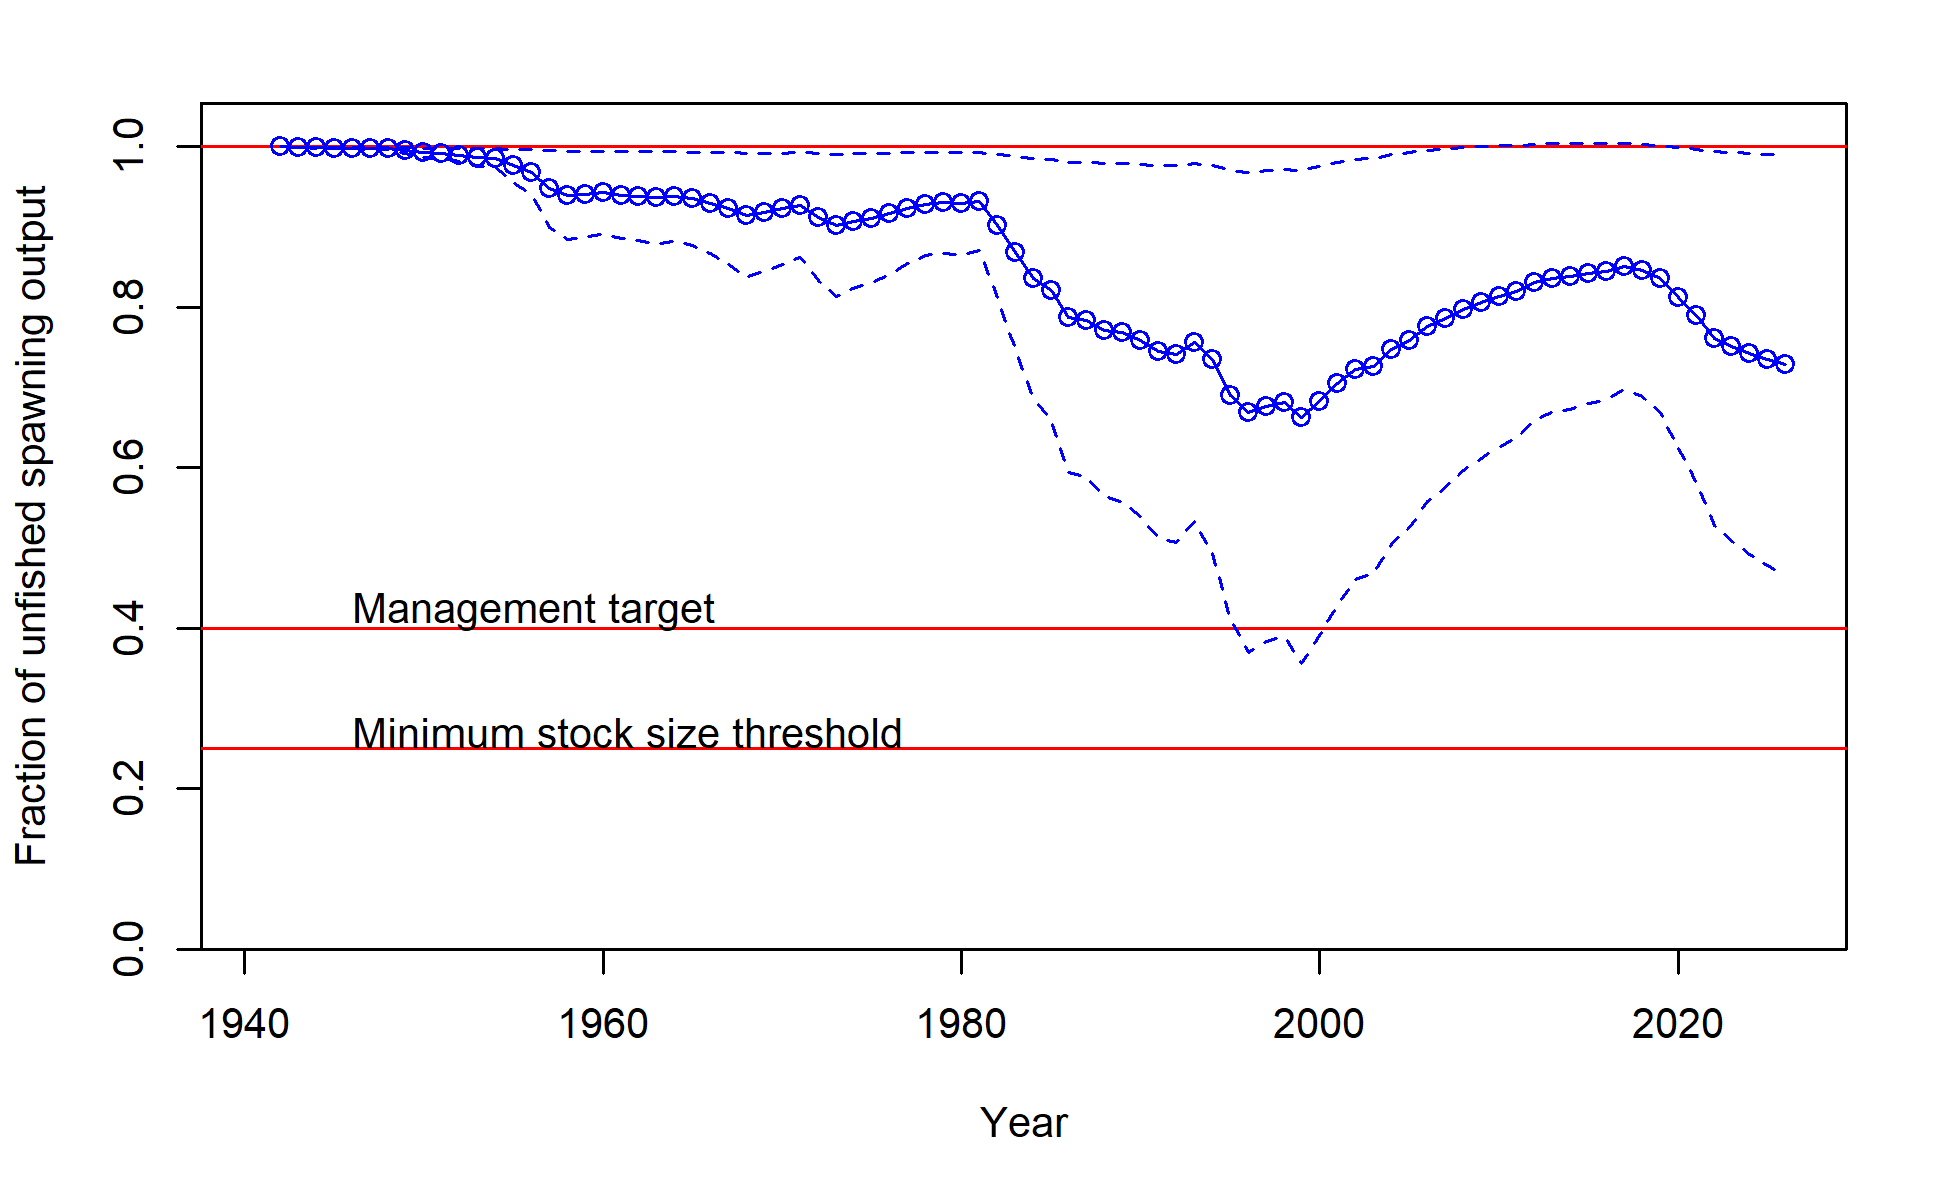 Fraction of unfished spawning output
1.0
0.8
0.6
0.4
0.2
0.0
Management target
Minimum stock size threshold
1940 1960 1980 2000 2020
Year